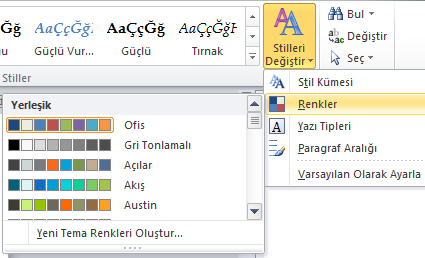 AaÇçĞğ
AaÇçĞğ
AaÇçĞğ
Güçlü Vur...
Güçlü
Tırnak
Stiller
Stilleri
Değiştir
Bul
Değiştir
Seç
Stil Kümesi
Renkler
Yazı Tipleri
Paragraf Aralığı
Varsayılan Olarak Ayarla
Yerleşik
Ofis
Gri Tonlamalı
Açılar
Akış
Austin
Yeni Tema Renkleri Oluştur...